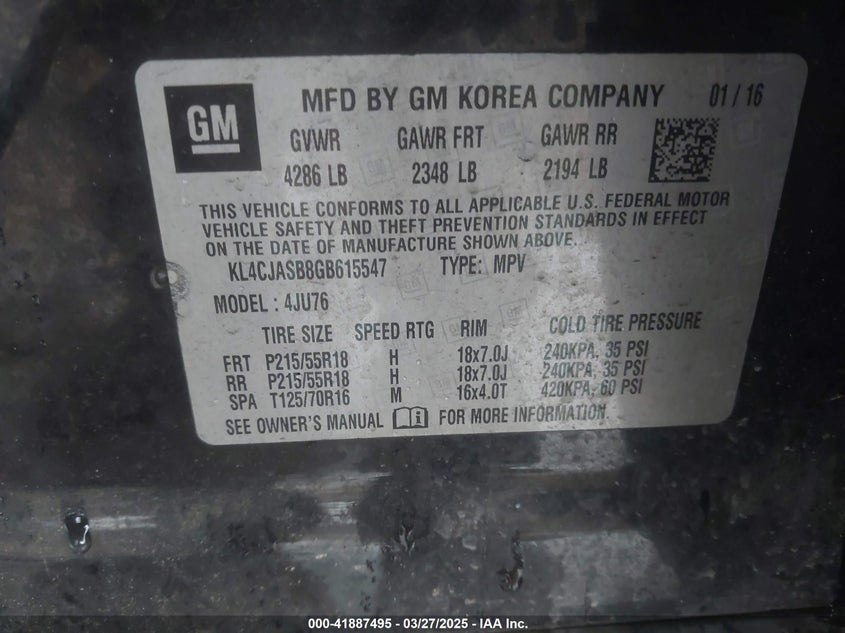 GM
MFD BY GM KOREA COMPANY 01 / 16
GVWR GAWR FRT GAWR RR
4286 LB 2348 LB 2194 LB
THIS VEHICLE CONFORMS TO ALL APPLICABLE U.S. FEDERAL MOTOR
VEHICLE SAFETY AND THEFT PREVENTION STANDARDS IN EFFECT
ON THE DATE OF MANUFACTURE SHOWN ABOVE.
KL4CJASB8GB615547 TYPE: MPV
MODEL : 4JU76
TIRE SIZE SPEED RTG RIM COLD TIRE PRESSURE
FRT P215/55R18 H 18x7.0J 240KPA, 35 PSI
RR P215/55R18 H 18x7.0J 240KPA, 35 PSI
SPA T125/70R16 M 16x4.0T 420KPA, 60 PSI
SEE OWNER'S MANUAL FOR MORE INFORMATION
000-41887495 - 03/27/2025 - IAA Inc.